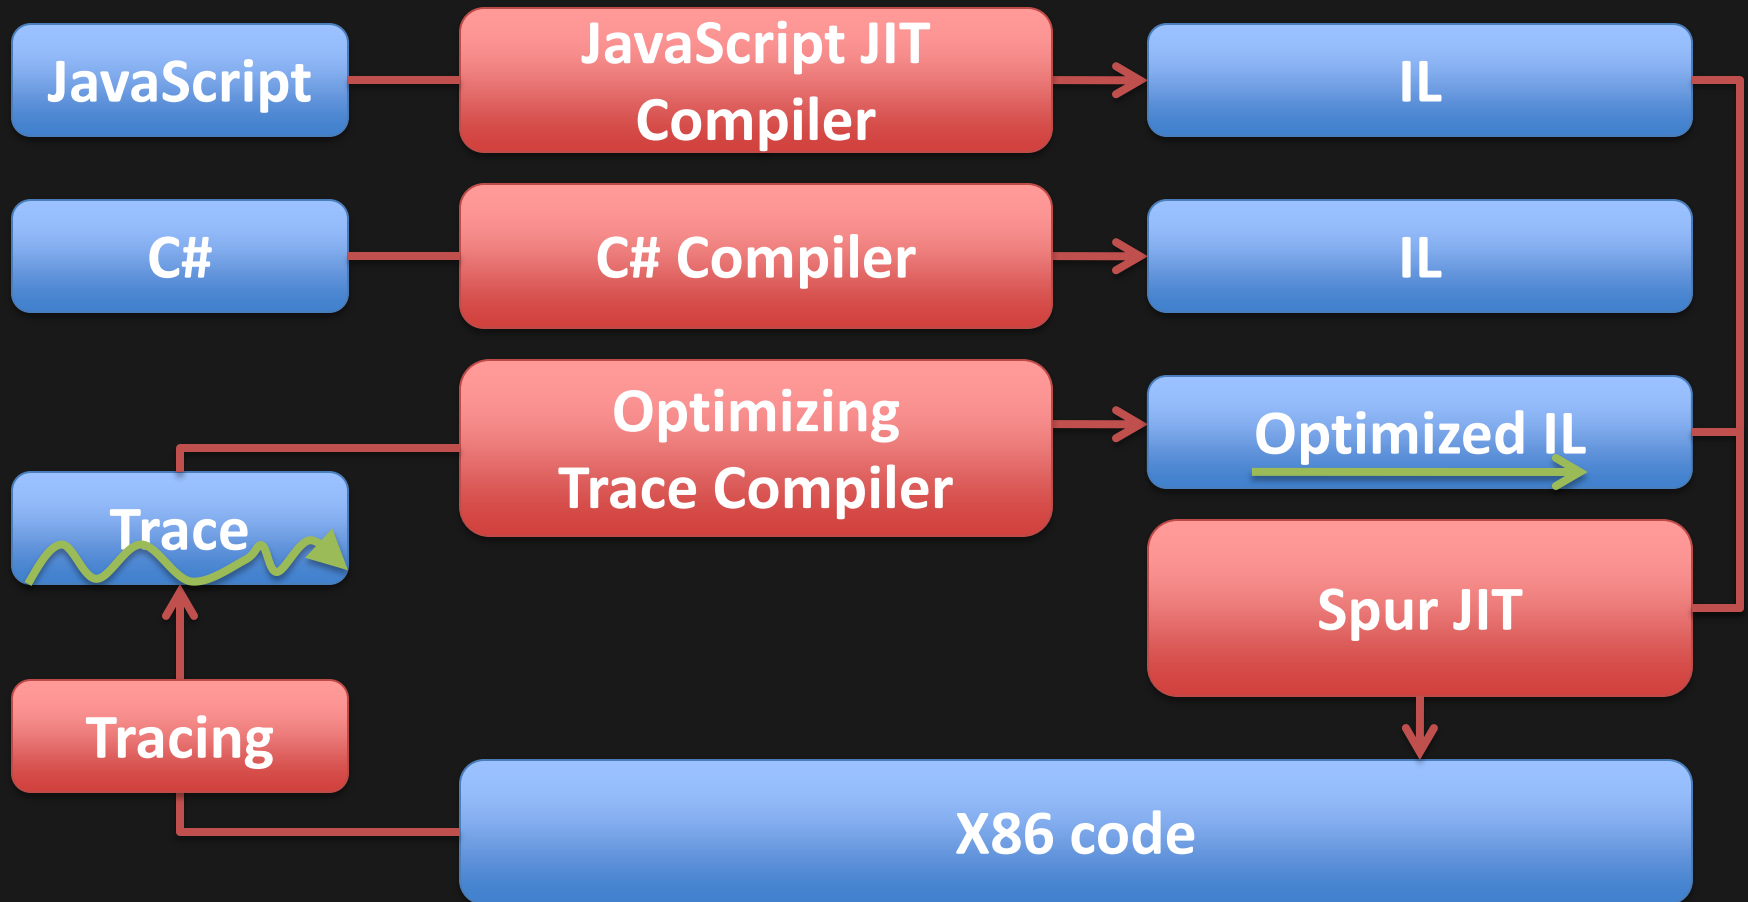 JavaScript
JavaScript JIT
Compiler
IL
C#
C# Compiler
IL
Optimizing
Trace Compiler
Optimized IL
Trace
Spur JIT
Tracing
X86 code